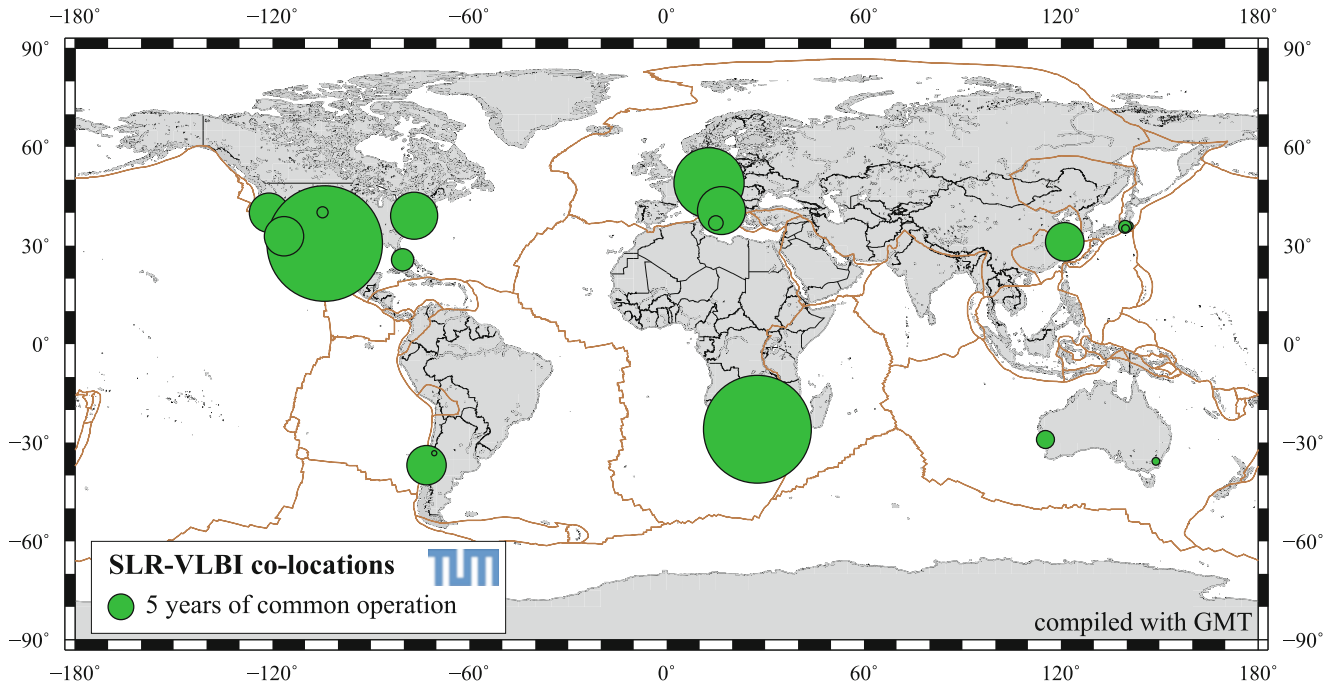 −180° −120° −60° 0° 60° 120° 180°
90° 90°
60° 60°
30° 30°
0° 0°
−30° −30°
−60° −60°
SLR-VLBI co-locations TUM
5 years of common operation
compiled with GMT
−90° −90°
−180° −120° −60° 0° 60° 120° 180°